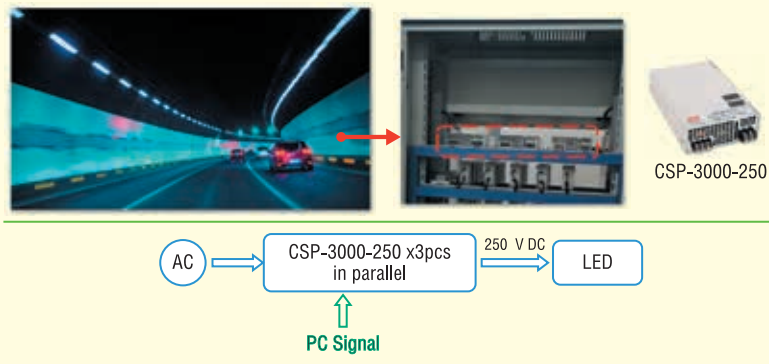 CSP-3000-250
AC
CSP-3000-250 x3pcs
in parallel
250 V DC
LED
PC Signal